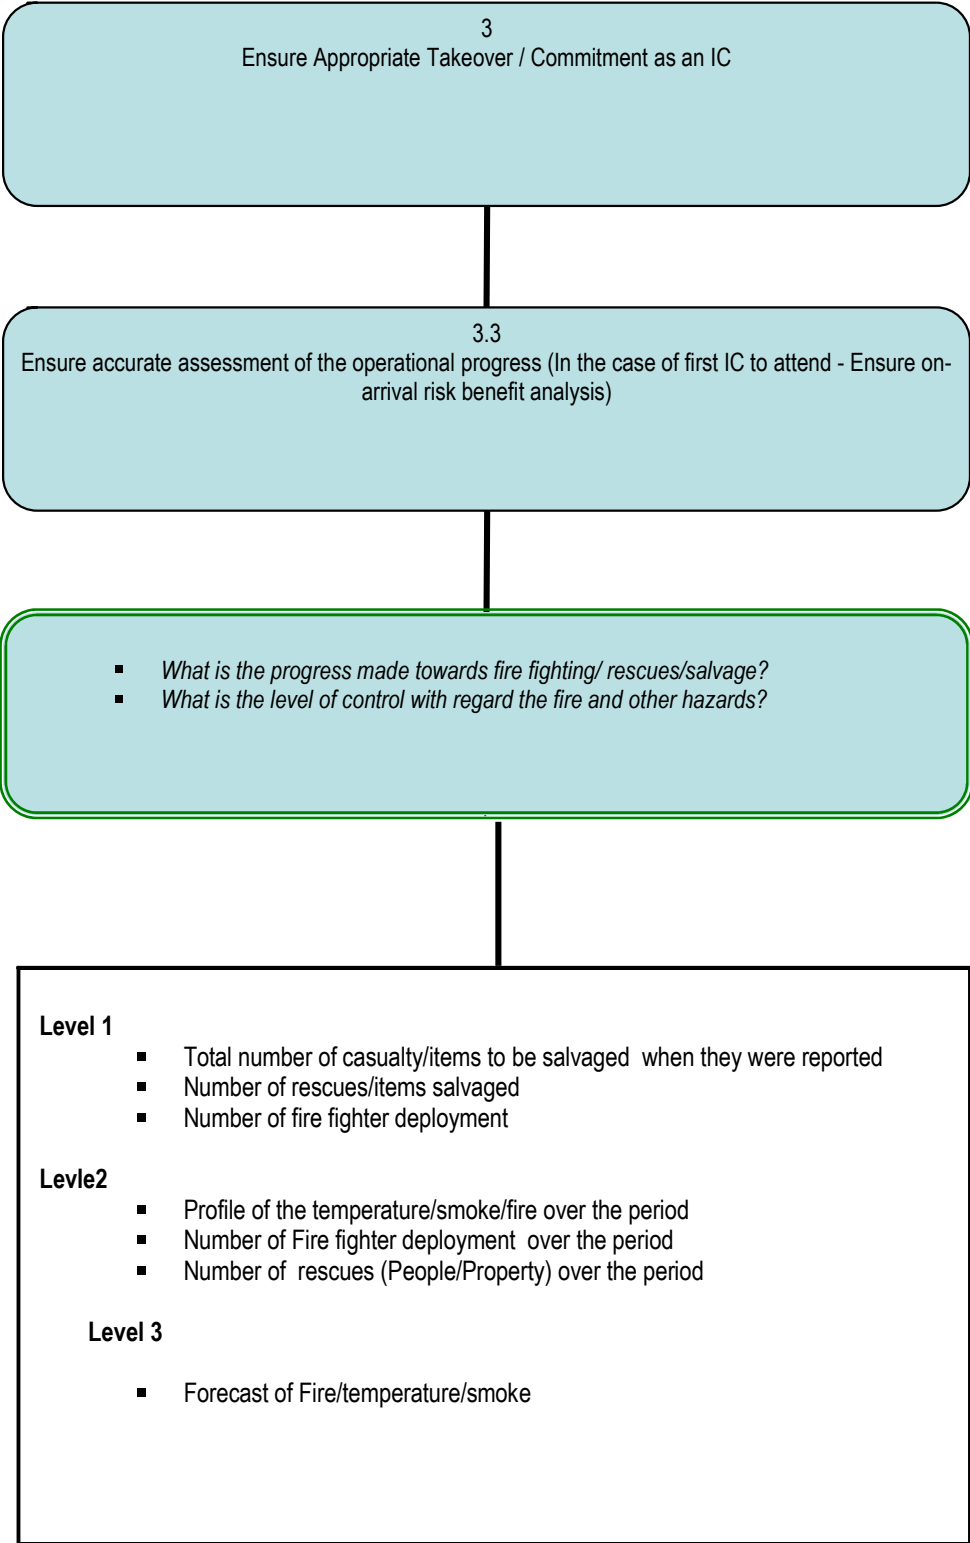 3
Ensure Appropriate Takeover / Commitment as an IC
3.3
Ensure accurate assessment of the operational progress (In the case of first IC to attend - Ensure on-
arrival risk benefit analysis)
▪ What is the progress made towards fire fighting/ rescues/salvage?
▪ What is the level of control with regard the fire and other hazards?
Level 1
▪ Total number of casualty/items to be salvaged  when they were reported
▪ Number of rescues/items salvaged
▪ Number of fire fighter deployment
Levle2
▪ Profile of the temperature/smoke/fire over the period
▪ Number of Fire fighter deployment  over the period
▪ Number of  rescues (People/Property) over the period
Level 3
▪ Forecast of Fire/temperature/smoke